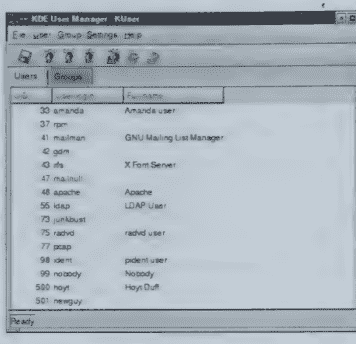 KDE User Manager KUser
File User Group Settings Help
Users Groups
UID User login Full name
33 amanda Amanda user
37 rpm
41 mailman GNU Mailing List Manager
42 gdm
43 xfs X Font Server
47 mailnull
48 apache Apache
55 ldap LDAP User
73 junkbust
75 radvd radvd user
77 pcap
98 ident pident user
99 nobody Nobody
500 hoyt Hoyt Duff
501 newguy
Ready